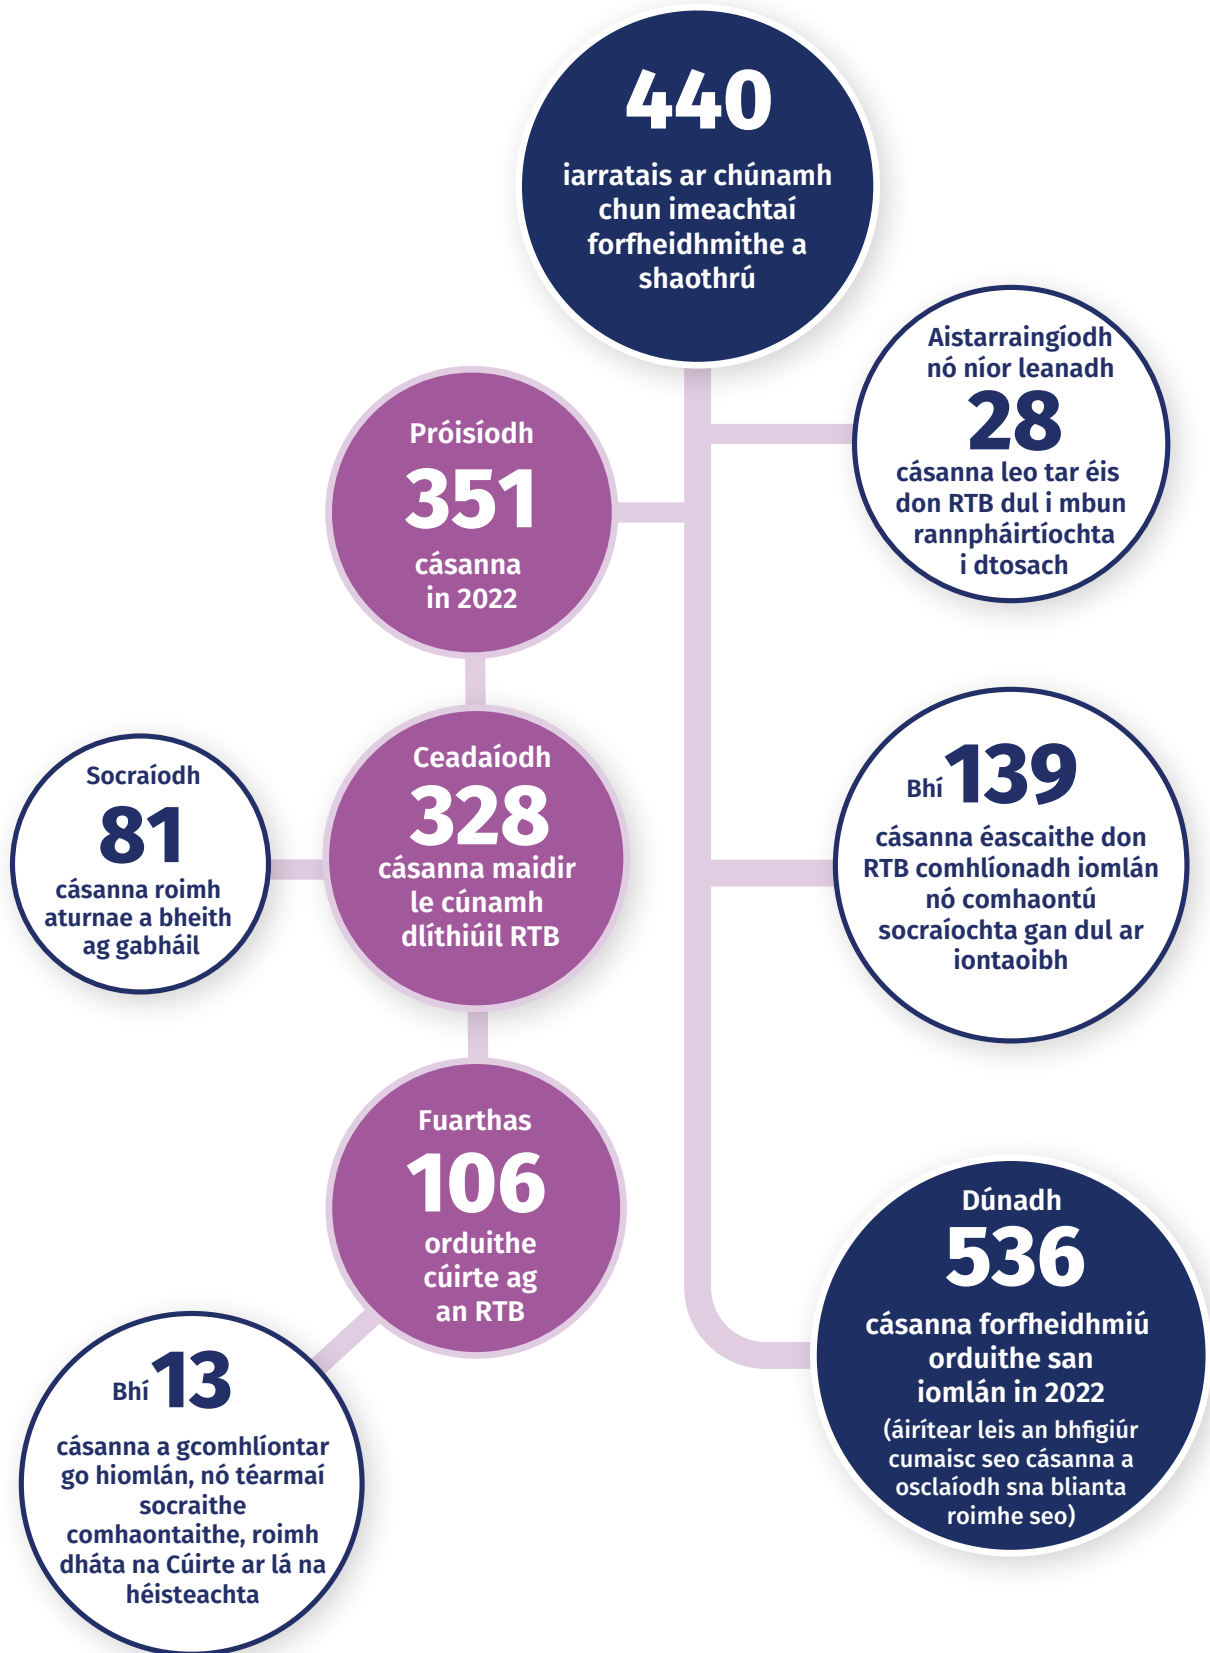 440
iarratais ar chúnamh
chun imeachtaí
forfheidhmithe a
shaothrú
Aistarraingíodh
nó níor leanadh
28
cásanna leo tar éis
don RTB dul i mbun
rannpháirtíochta
i dtosach
Próisíodh
351
cásanna
in 2022
Ceadaíodh
328
cásanna maidir
le cúnamh
dlíthiúil RTB
Socraíodh
81
cásanna roimh
aturnae a bheith
ag gabháil
Bhí 139
cásanna éascaithe don
RTB comhlíonadh iomlán
nó comhaontú
socraíochta gan dul ar
iontaoibh
Fuarthas
106
orduithe
cúirte ag
an RTB
Dúnadh
536
cásanna forfheidhmiú
orduithe san
iomlán in 2022
(áirítear leis an bhfigiúr
cumaisc seo cásanna a
osclaíodh sna blianta
roimhe seo)
Bhí 13
cásanna a gcomhlíontar
go hiomlán, nó téarmaí
socraithe
comhaontaithe, roimh
dháta na Cúirte ar lá na
héisteachta